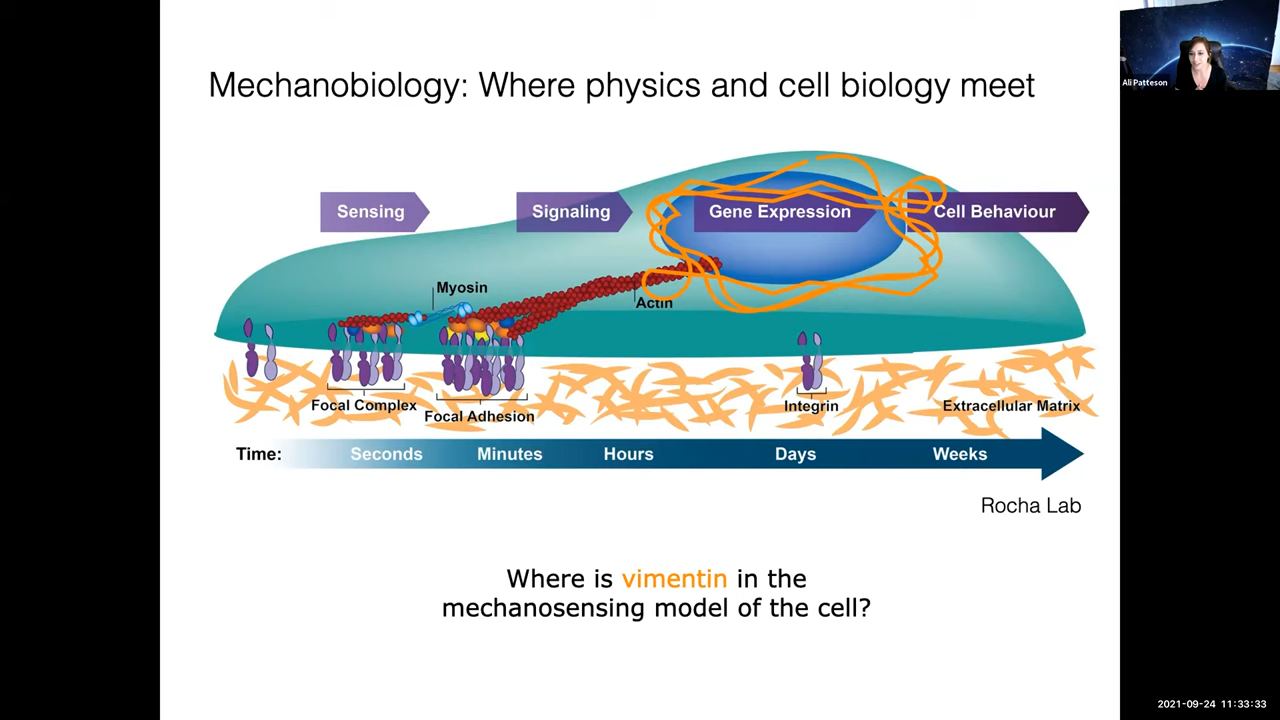 Ali Patteson
Mechanobiology: Where physics and cell biology meet
Sensing
Signaling
Gene Expression
Cell Behaviour
Myosin
Actin
Focal Complex
Focal Adhesion
Integrin
Extracellular Matrix
Time:
Seconds
Minutes
Hours
Days
Weeks
Rocha Lab
Where is vimentin in the
mechanosensing model of the cell?
2021-09-24 11:33:33